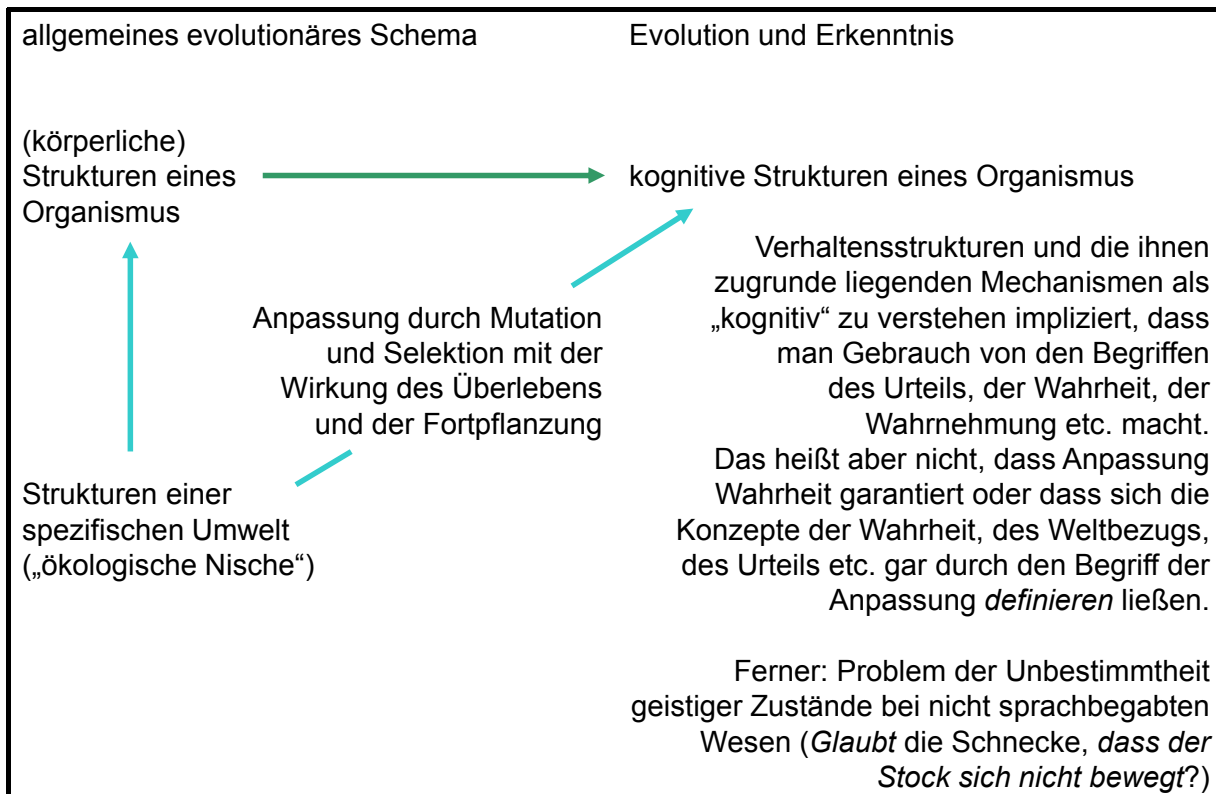 allgemeines evolutionäres Schema
Evolution und Erkenntnis
(körperliche)
Strukturen eines
Organismus
kognitive Strukturen eines Organismus
Anpassung durch Mutation
und Selektion mit der
Wirkung des Überlebens
und der Fortpflanzung
Strukturen einer
spezifischen Umwelt
(„ökologische Nische“)
Verhaltensstrukturen und die ihnen
zugrunde liegenden Mechanismen als
„kognitiv“ zu verstehen impliziert, dass
man Gebrauch von den Begriffen
des Urteils, der Wahrheit, der
Wahrnehmung etc. macht.
Das heißt aber nicht, dass Anpassung
Wahrheit garantiert oder dass sich die
Konzepte der Wahrheit, des Weltbezugs,
des Urteils etc. gar durch den Begriff der
Anpassung definieren ließen.
Ferner: Problem der Unbestimmtheit
geistiger Zustände bei nicht sprachbegabten
Wesen (Glaubt die Schnecke, dass der
Stock sich nicht bewegt?)